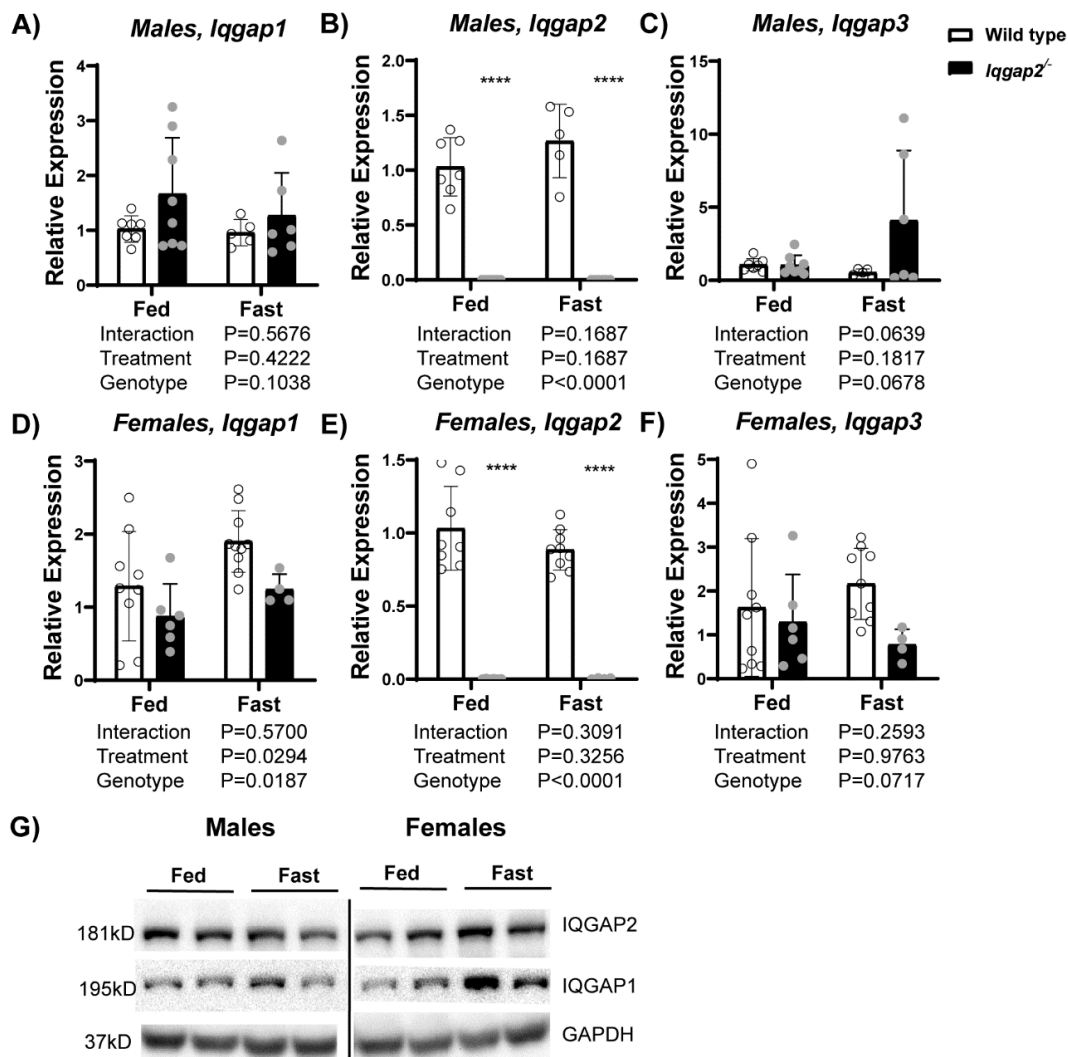 A) Males, Iqgap1
B) Males, Iqgap2
C) Males, Iqgap3
Wild type
Iqgap2-/-
Relative Expression
4
3
2
1
0
Fed Fast
Interaction P=0.5676
Treatment P=0.4222
Genotype P=0.1038
Relative Expression
2.0
1.5
1.0
0.5
0.0
**** ****
Fed Fast
Interaction P=0.1687
Treatment P=0.1687
Genotype P<0.0001
Relative Expression
15
10
5
0
Fed Fast
Interaction P=0.0639
Treatment P=0.1817
Genotype P=0.0678
D) Females, Iqgap1
Relative Expression
3
2
1
0
Fed Fast
Interaction P=0.5700
Treatment P=0.0294
Genotype P=0.0187
E) Females, Iqgap2
Relative Expression
1.5
1.0
0.5
0.0
**** ****
Fed Fast
Interaction P=0.3091
Treatment P=0.3256
Genotype P<0.0001
F) Females, Iqgap3
Relative Expression
5
4
3
2
1
0
Fed Fast
Interaction P=0.2593
Treatment P=0.9763
Genotype P=0.0717
G) Males Females
Fed Fast Fed Fast
181kD IQGAP2
195kD IQGAP1
37kD GAPDH